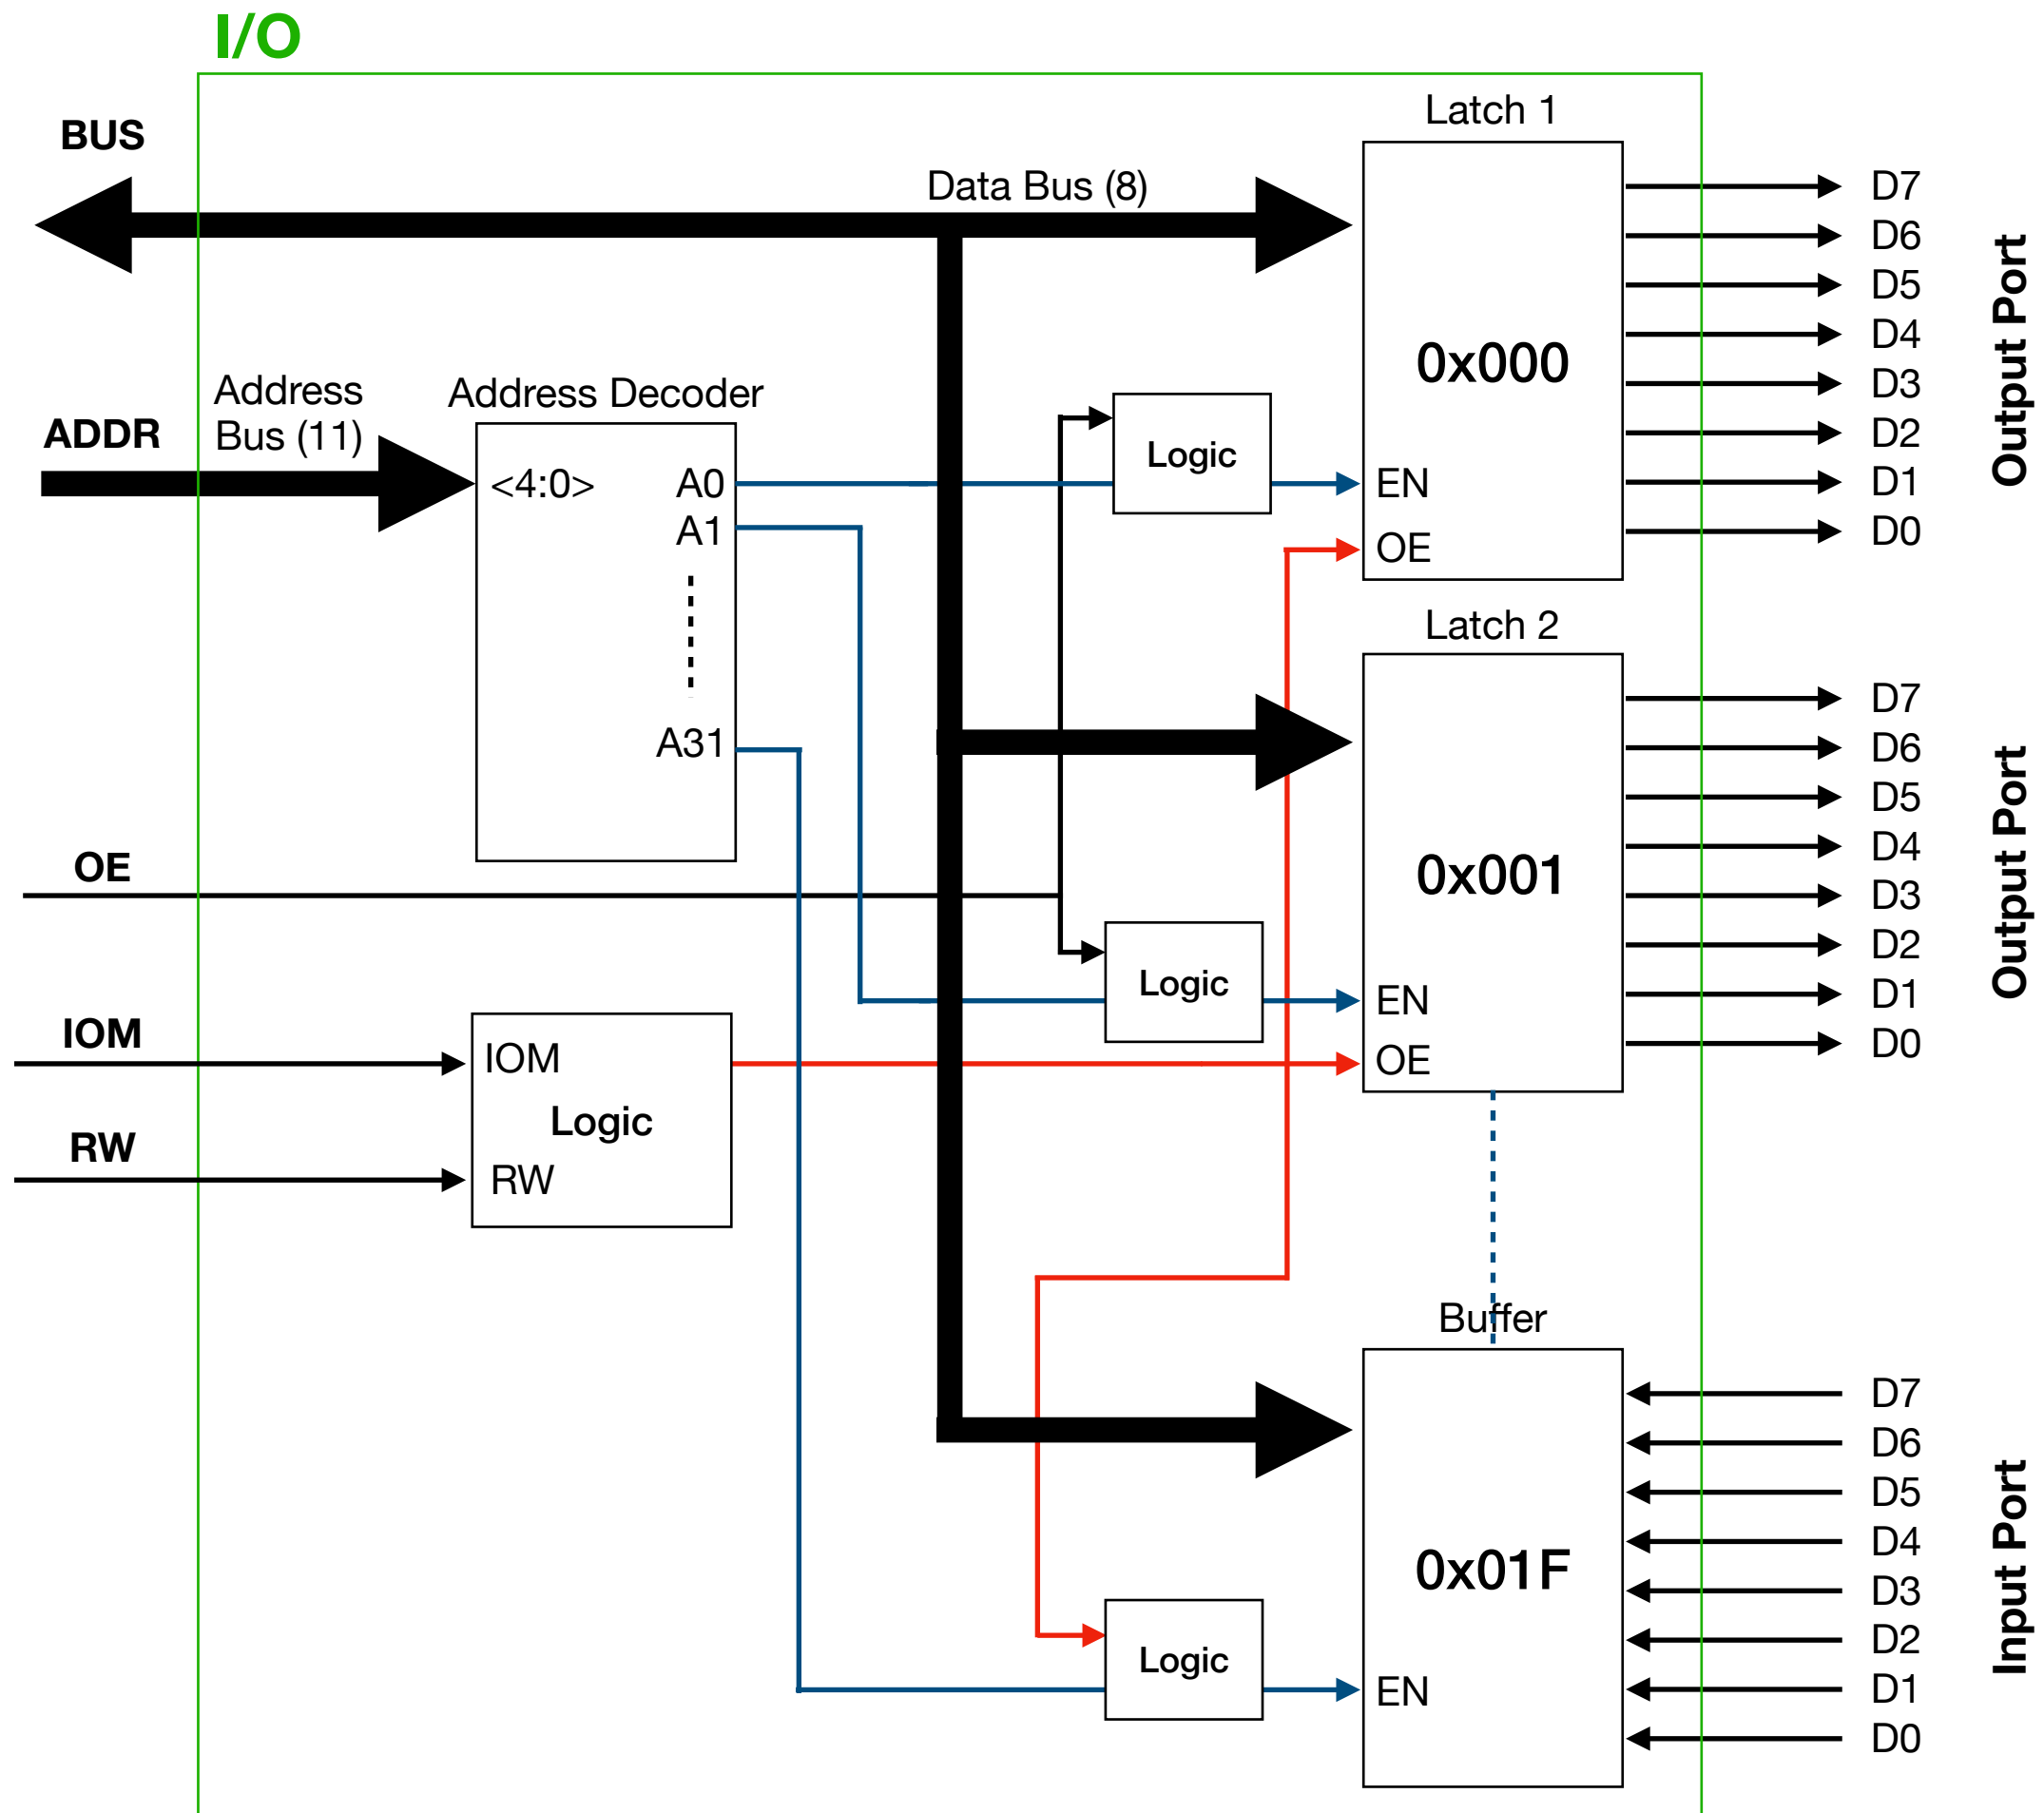 I/O
BUS
Data Bus (8)
Latch 1
0x000
EN
OE
D7
D6
D5
D4
D3
D2
D1
D0
Output Port
ADDR
Address
Bus (11)
Address Decoder
<4:0>
A0
A1
A31
Logic
OE
Latch 2
0x001
EN
OE
D7
D6
D5
D4
D3
D2
D1
D0
Output Port
Logic
IOM
RW
IOM
Logic
RW
Buffer
0x01F
EN
Logic
D7
D6
D5
D4
D3
D2
D1
D0
Input Port